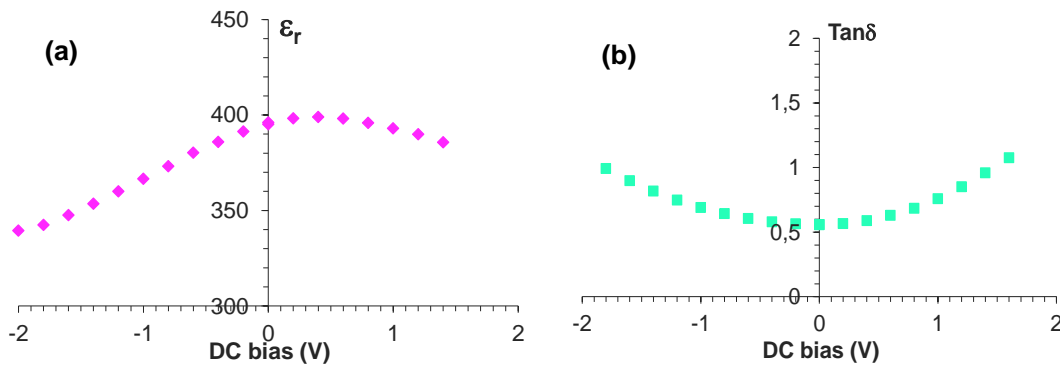 (a)
εr
450
400
350
300
-2 -1 0 1 2
DC bias (V)
(b)
Tanδ
2
1,5
1
0,5
0
-2 -1 0 1 2
DC bias (V)